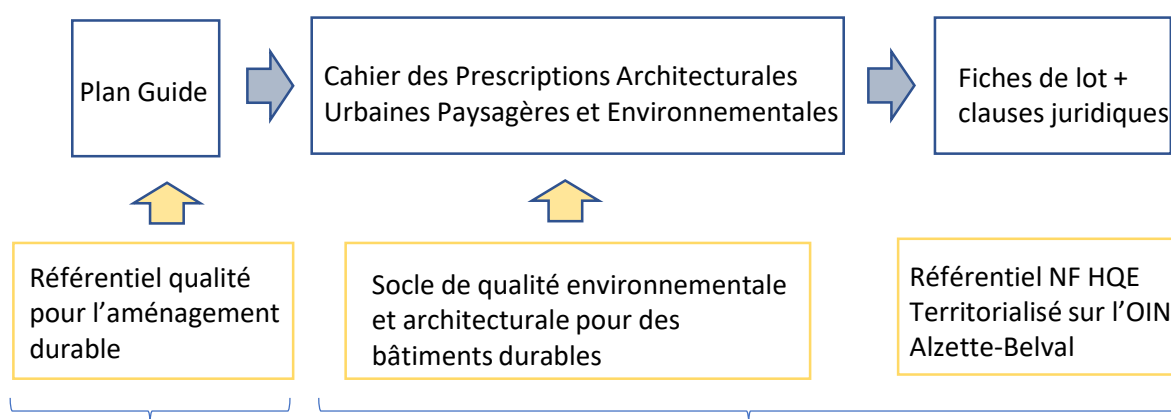 Plan Guide
Cahier des Prescriptions Architecturales
Urbaines Paysagères et Environnementales
Fiches de lot +
clauses juridiques
Référentiel qualité
pour l’aménagement
durable
Socle de qualité environnementale
et architecturale pour des
bâtiments durables
Référentiel NF HQE
Territorialisé sur l’OIN
Alzette-Belval